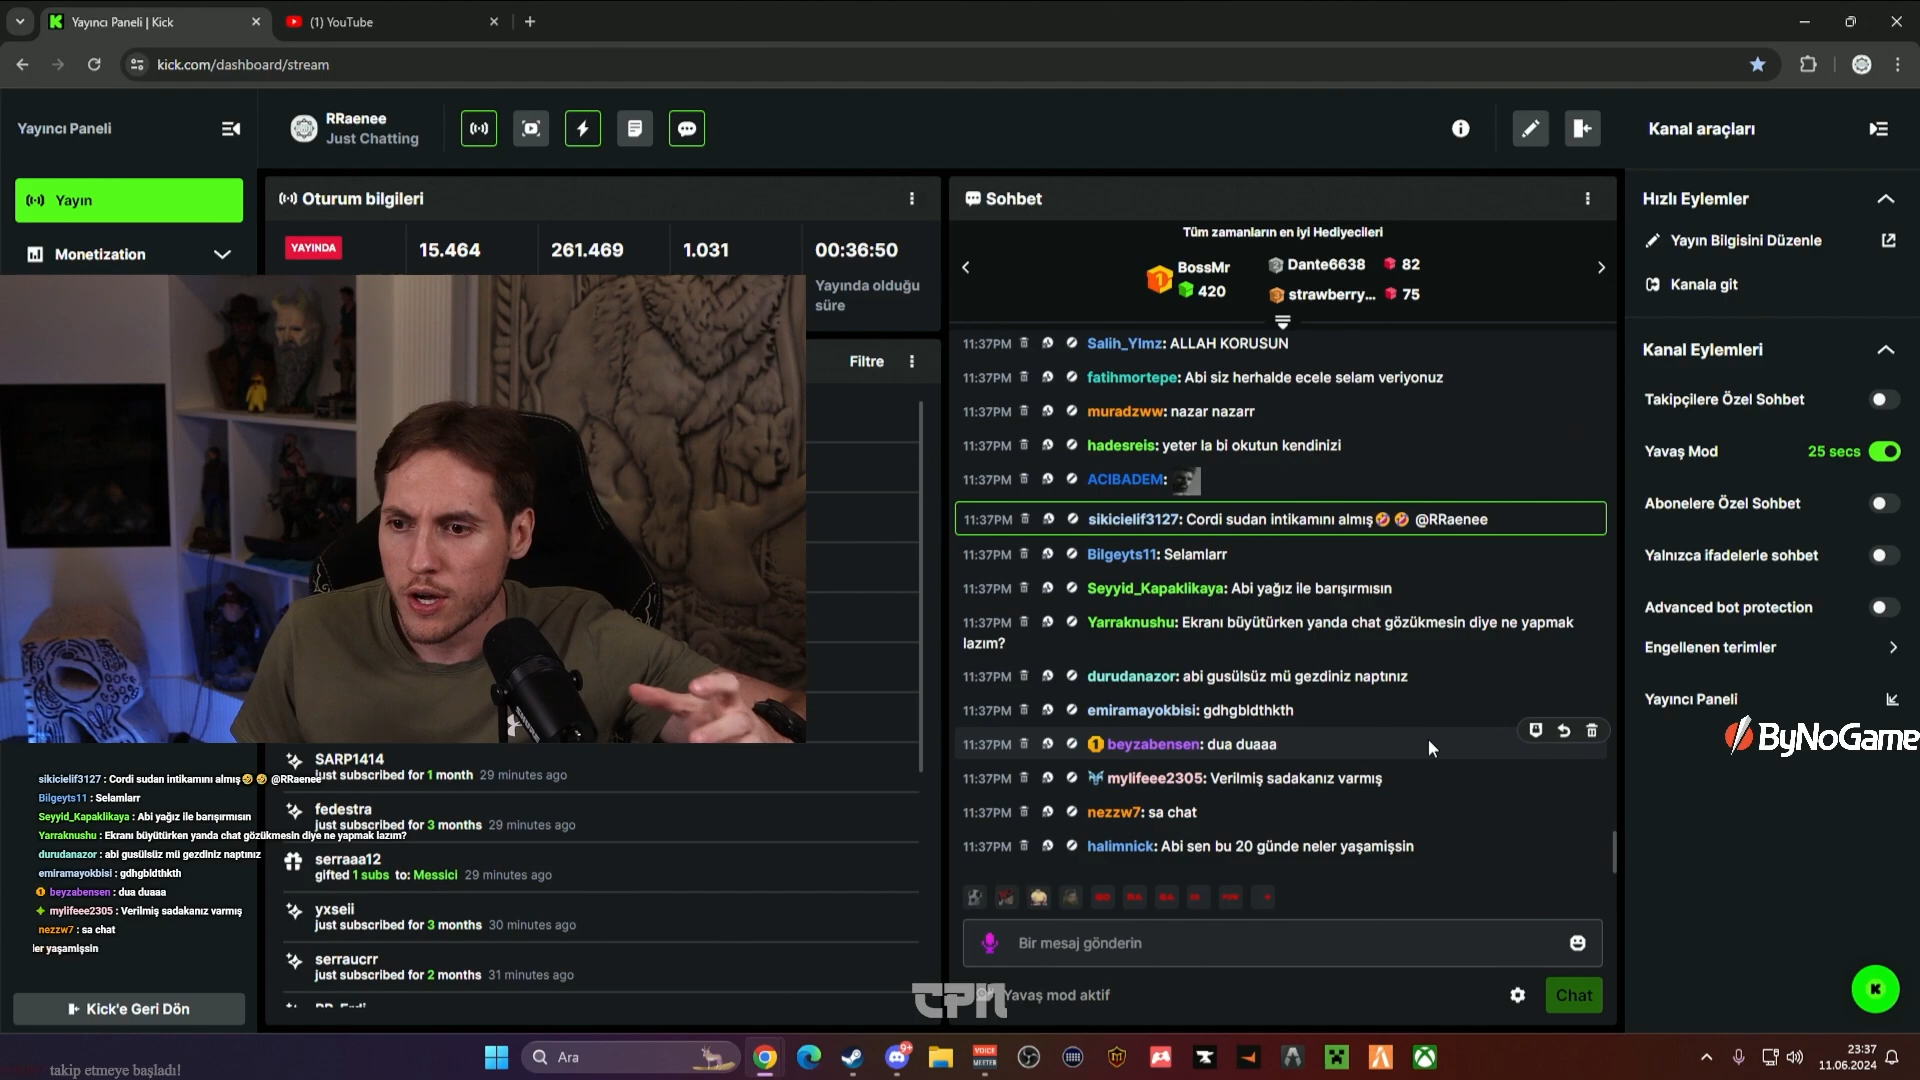 Yayıncı Paneli | Kick
(1) YouTube
kick.com/dashboard/stream
Yayıncı Paneli
RRaenee
Just Chatting
Kanal araçları
Yayın
Monetization
Oturum bilgileri
YAYINDA
15.464
261.469
1.031
00:36:50
Yayında olduğu
süre
Filtre
Sohbet
Tüm zamanların en iyi Hediyecileri
BossMr
420
Dante6638 82
strawberry... 75
11:37PM Salih_Ylmz: ALLAH KORUSUN
11:37PM fatihmortepe: Abi siz herhalde ecele selam veriyonuz
11:37PM muradzww: nazar nazarr
11:37PM hadesreis: yeter la bi okutun kendinizi
11:37PM ACIBADEM:
11:37PM sikicielif3127: Cordi sudan intikamını almış🤣 🤣 @RRaenee
11:37PM Bilgeyts11: Selamlarr
11:37PM Seyyid_Kapaklikaya: Abi yağız ile barışırmısın
11:37PM Yarraknushu: Ekranı büyütürken yanda chat gözükmesin diye ne yapmak
lazım?
11:37PM durudanazor: abi gusülsüz mü gezdiniz naptınız
11:37PM emiramayokbisi: gdhgbldthkth
11:37PM beyzabensen: dua duaaa
11:37PM mylifeee2305: Verilmiş sadakanız varmış
11:37PM nezzw7: sa chat
11:37PM halimnick: Abi sen bu 20 günde neler yaşamişsin
Bir mesaj gönderin
Yavaş mod aktif
Chat
Hızlı Eylemler
Yayın Bilgisini Düzenle
Kanala git
Kanal Eylemleri
Takipçilere Özel Sohbet
Yavaş Mod 25 secs
Abonelere Özel Sohbet
Yalnızca ifadelerle sohbet
Advanced bot protection
Engellenen terimler
Yayıncı Paneli
ByNoGame
SARP1414
just subscribed for 1 month 29 minutes ago
fedestra
just subscribed for 3 months 29 minutes ago
serraaa12
gifted 1 subs to: Messici 29 minutes ago
yxseii
just subscribed for 3 months 30 minutes ago
serraucrr
just subscribed for 2 months 31 minutes ago
sikicielif3127 : Cordi sudan intikamını almış🤣 🤣 @RRaenee
Bilgeyts11 : Selamlarr
Seyyid_Kapaklikaya : Abi yağız ile barışırmısın
Yarraknushu : Ekranı büyütürken yanda chat gözükmesin diye ne yapmak lazım?
durudanazor : abi gusülsüz mü gezdiniz naptınız
emiramayokbisi : gdhgbldthkth
beyzabensen : dua duaaa
mylifeee2305 : Verilmiş sadakanız varmış
nezzw7 : sa chat
ler yaşamişsin
Kick'e Geri Dön
takip etmeye başladı!
Ara
VOICE
MEETER
9+
23:37
11.06.2024
SHURE